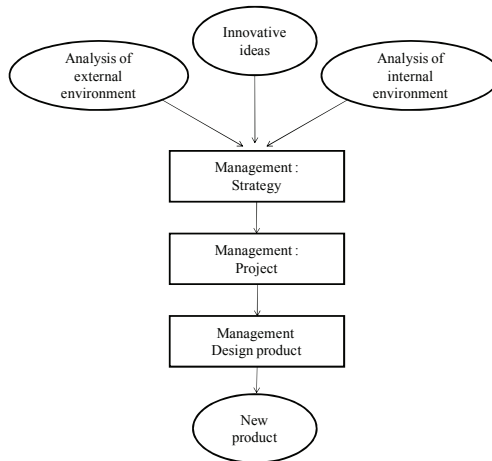 Innovative
ideas
Analysis of
external
environment
Analysis of
internal
environment
Management :
Strategy
Management :
Project
Management
Design product
New
product